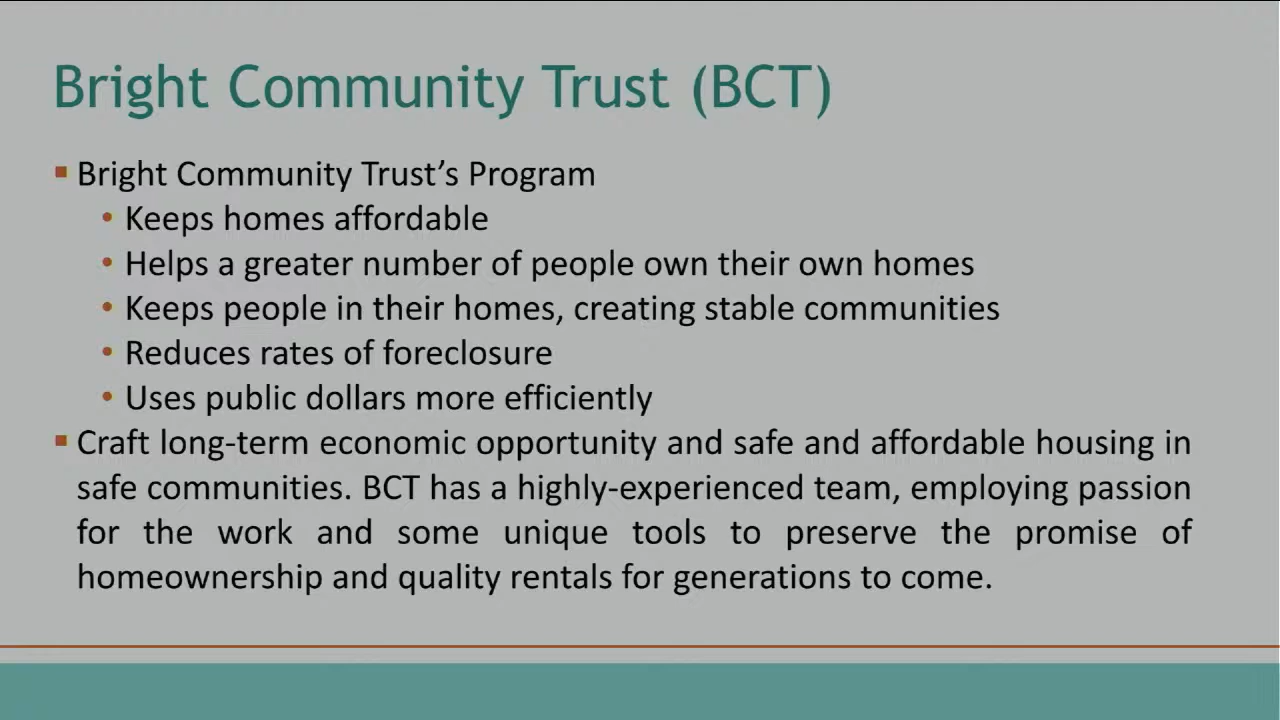 Bright Community Trust (BCT)
▪ Bright Community Trust’s Program
• Keeps homes affordable
• Helps a greater number of people own their own homes
• Keeps people in their homes, creating stable communities
• Reduces rates of foreclosure
• Uses public dollars more efficiently
▪ Craft long-term economic opportunity and safe and affordable housing in
safe communities. BCT has a highly-experienced team, employing passion
for the work and some unique tools to preserve the promise of
homeownership and quality rentals for generations to come.